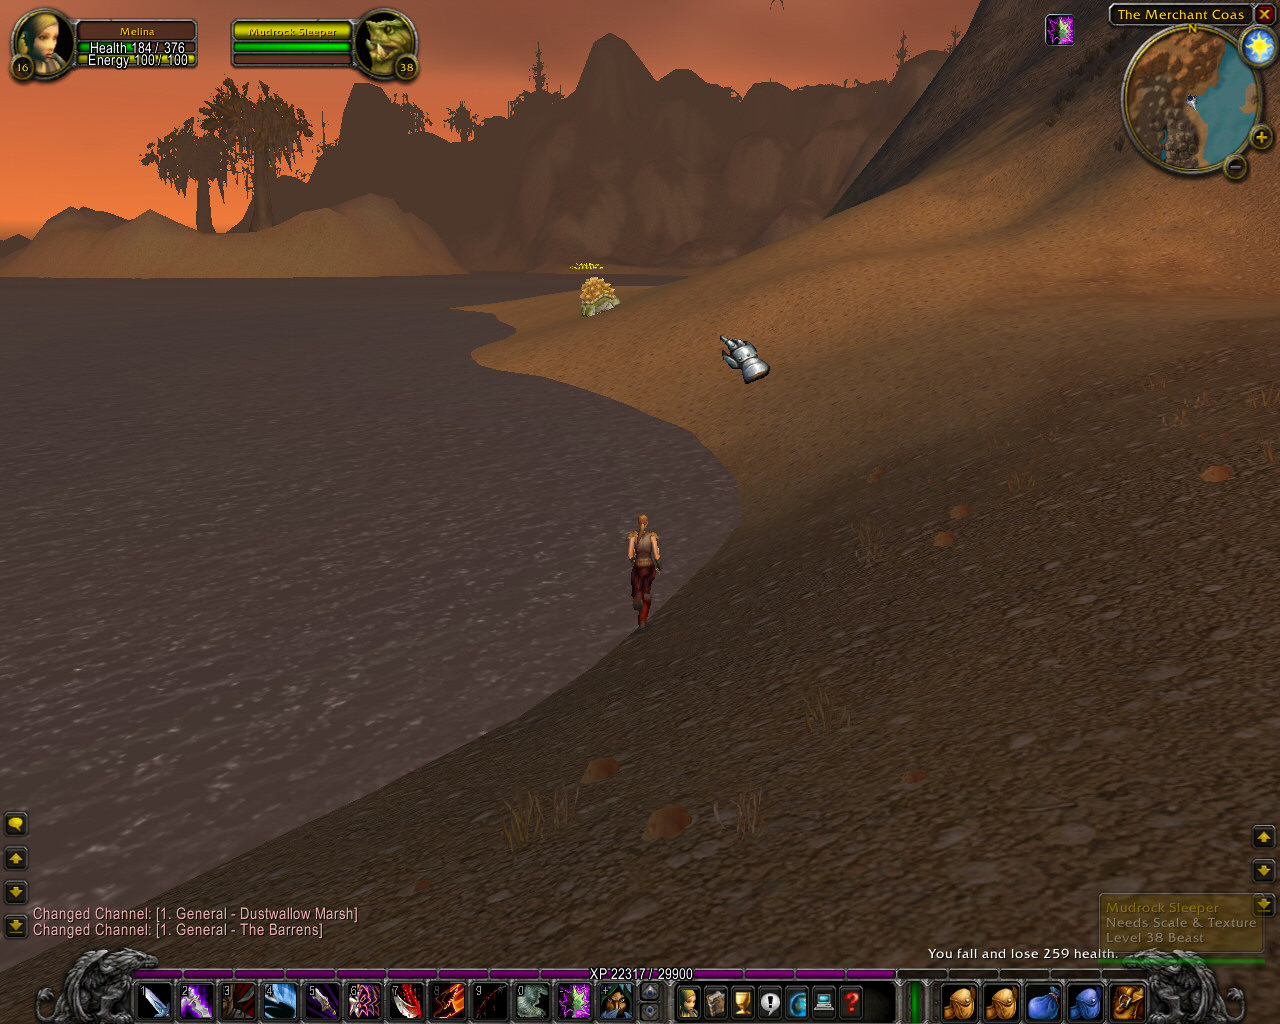 Melina
Health 184 / 376
Energy 100 / 100
16
Mudrock Sleeper
38
The Merchant Coas
N
Changed Channel: [1. General - Dustwallow Marsh]
Changed Channel: [1. General - The Barrens]
Mudrock Sleeper
Needs Scale & Texture
Level 38 Beast
You fall and lose 259 health.
XP 22317 / 29900
1 2 3 4 5 6 7 8 9 0 - +